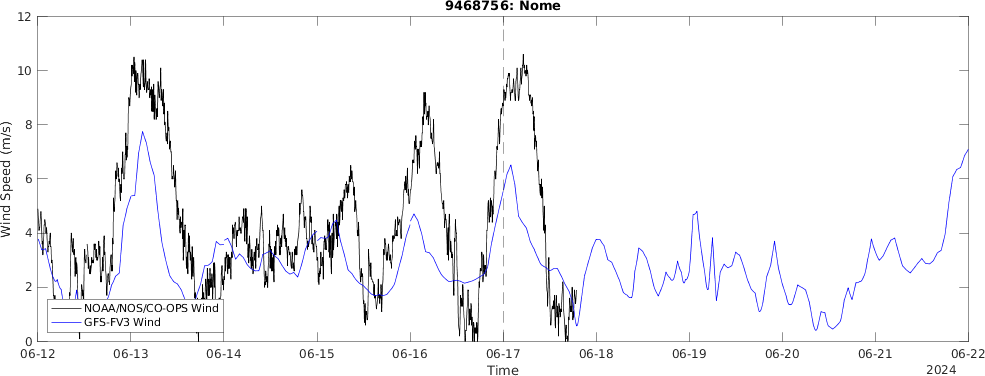 9468756: Nome
12
10
8
6
4
2
0
Wind Speed (m/s)
NOAA/NOS/CO-OPS Wind
GFS-FV3 Wind
06-12 06-13 06-14 06-15 06-16 06-17 06-18 06-19 06-20 06-21 06-22
Time
2024